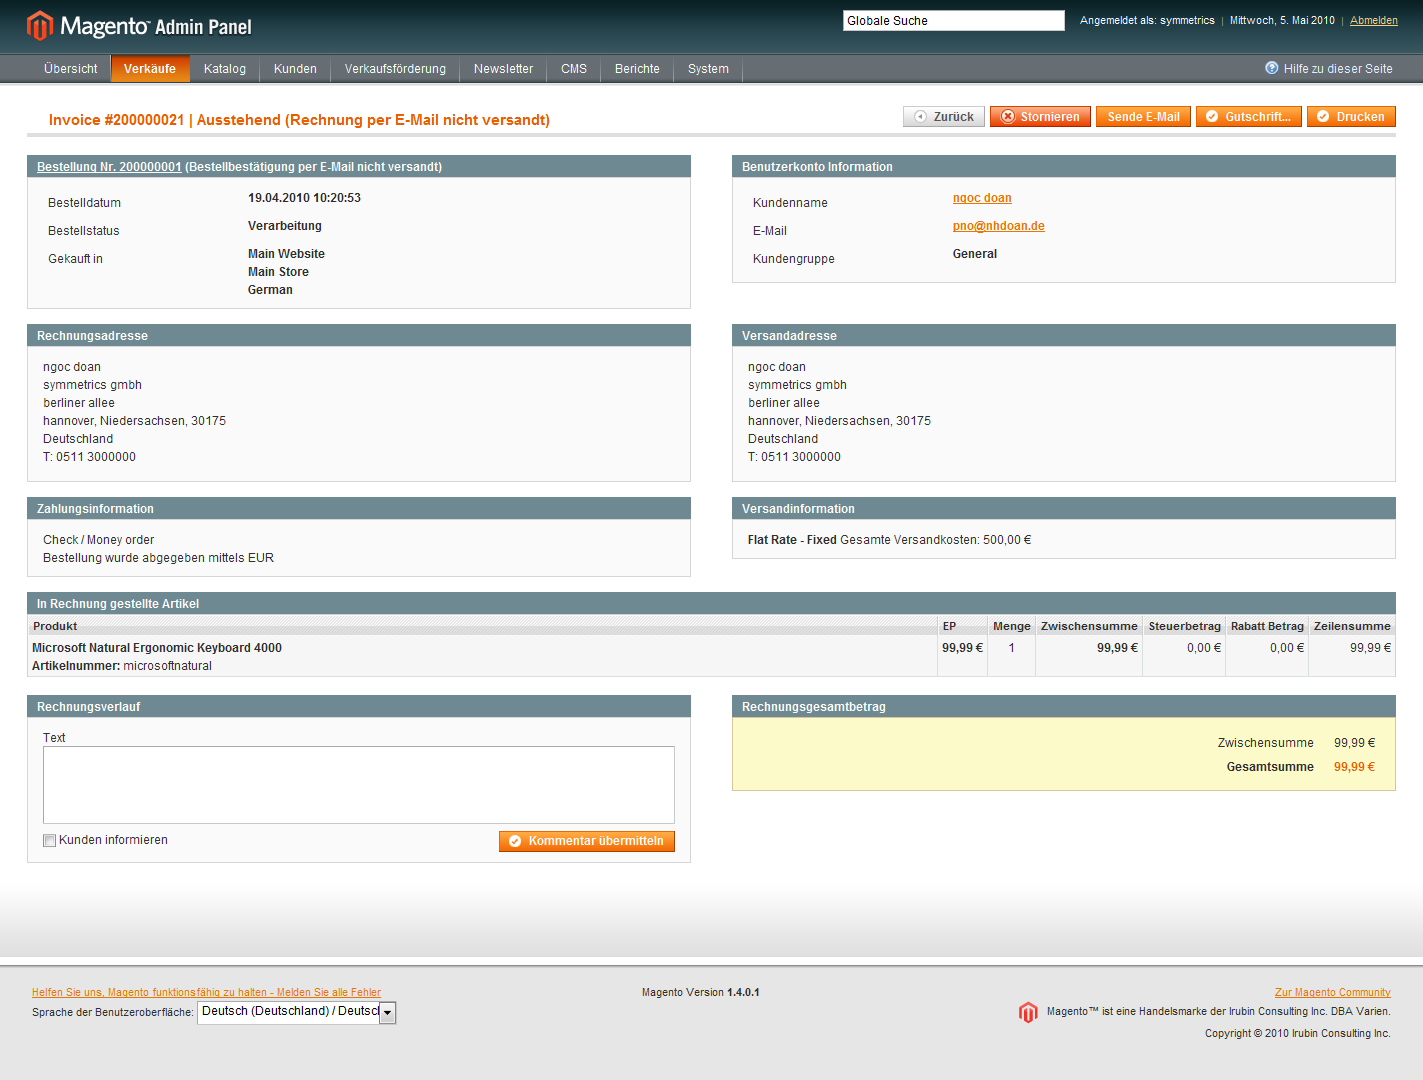 Magento™ Admin Panel
Globale Suche
Angemeldet als: symmetrics | Mittwoch, 5. Mai 2010 | Abmelden
Übersicht Verkäufe Katalog Kunden Verkaufsförderung Newsletter CMS Berichte System Hilfe zu dieser Seite
Invoice #200000021 | Ausstehend (Rechnung per E-Mail nicht versandt)
Zurück Stornieren Sende E-Mail Gutschrift... Drucken
Bestellung Nr. 200000001 (Bestellbestätigung per E-Mail nicht versandt)
Bestelldatum 19.04.2010 10:20:53
Bestellstatus Verarbeitung
Gekauft in Main Website
Main Store
German
Benutzerkonto Information
Kundenname ngoc doan
E-Mail pno@nhdoan.de
Kundengruppe General
Rechnungsadresse
ngoc doan
symmetrics gmbh
berliner allee
hannover, Niedersachsen, 30175
Deutschland
T: 0511 3000000
Versandadresse
ngoc doan
symmetrics gmbh
berliner allee
hannover, Niedersachsen, 30175
Deutschland
T: 0511 3000000
Zahlungsinformation
Check / Money order
Bestellung wurde abgegeben mittels EUR
Versandinformation
Flat Rate - Fixed Gesamte Versandkosten: 500,00 €
In Rechnung gestellte Artikel
Produkt EP Menge Zwischensumme Steuerbetrag Rabatt Betrag Zeilensumme
Microsoft Natural Ergonomic Keyboard 4000 99,99 € 1 99,99 € 0,00 € 0,00 € 99,99 €
Artikelnummer: microsoftnatural
Rechnungsverlauf
Text
Kunden informieren
Kommentar übermitteln
Rechnungsgesamtbetrag
Zwischensumme 99,99 €
Gesamtsumme 99,99 €
Helfen Sie uns, Magento funktionsfähig zu halten - Melden Sie alle Fehler
Sprache der Benutzeroberfläche: Deutsch (Deutschland) / Deutscl
Magento Version 1.4.0.1
Zur Magento Community
Magento™ ist eine Handelsmarke der Irubin Consulting Inc. DBA Varien.
Copyright © 2010 Irubin Consulting Inc.